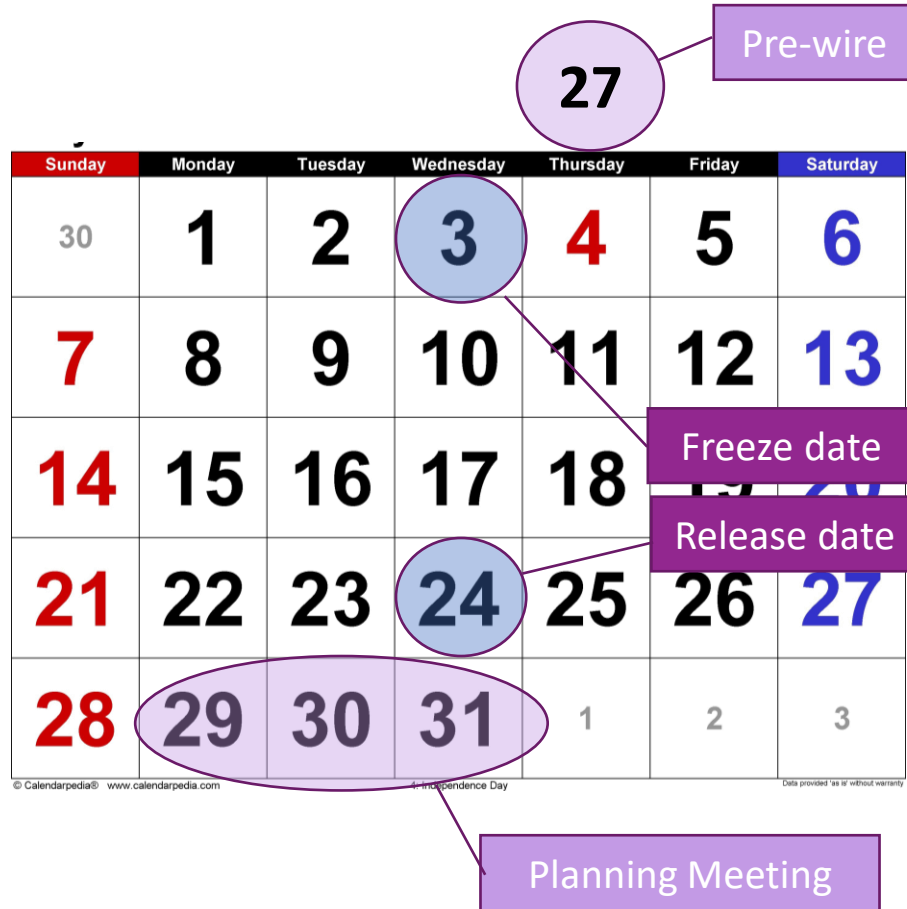 Pre-wire
27
Sunday Monday Tuesday Wednesday Thursday Friday Saturday
30 1 2 3 4 5 6
7 8 9 10 11 12 13
14 15 16 17 18 19 20
Freeze date
Release date
21 22 23 24 25 26 27
28 29 30 31 1 2 3
© Calendarpedia® www.calendarpedia.com 4: Independence Day Data provided 'as is' without warranty
Planning Meeting